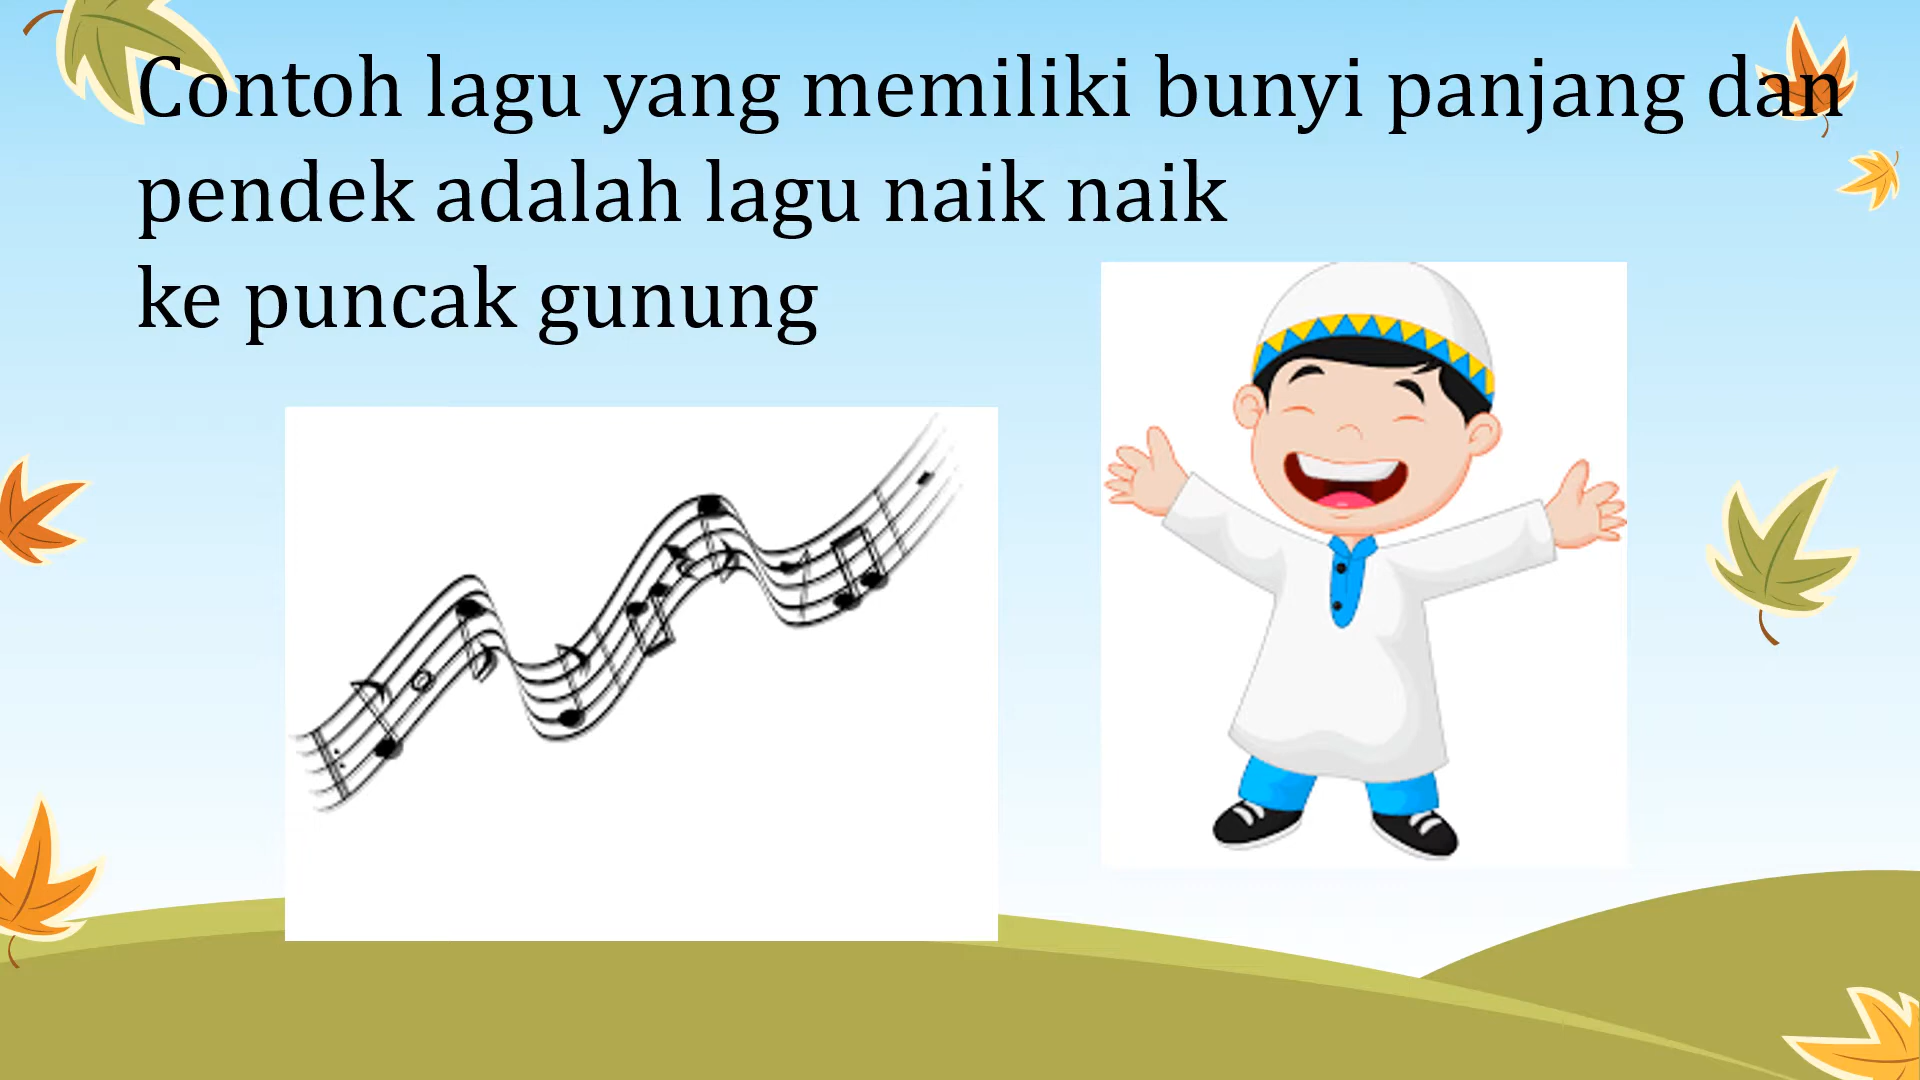 Contoh lagu yang memiliki bunyi panjang dan
pendek adalah lagu naik naik
ke puncak gunung